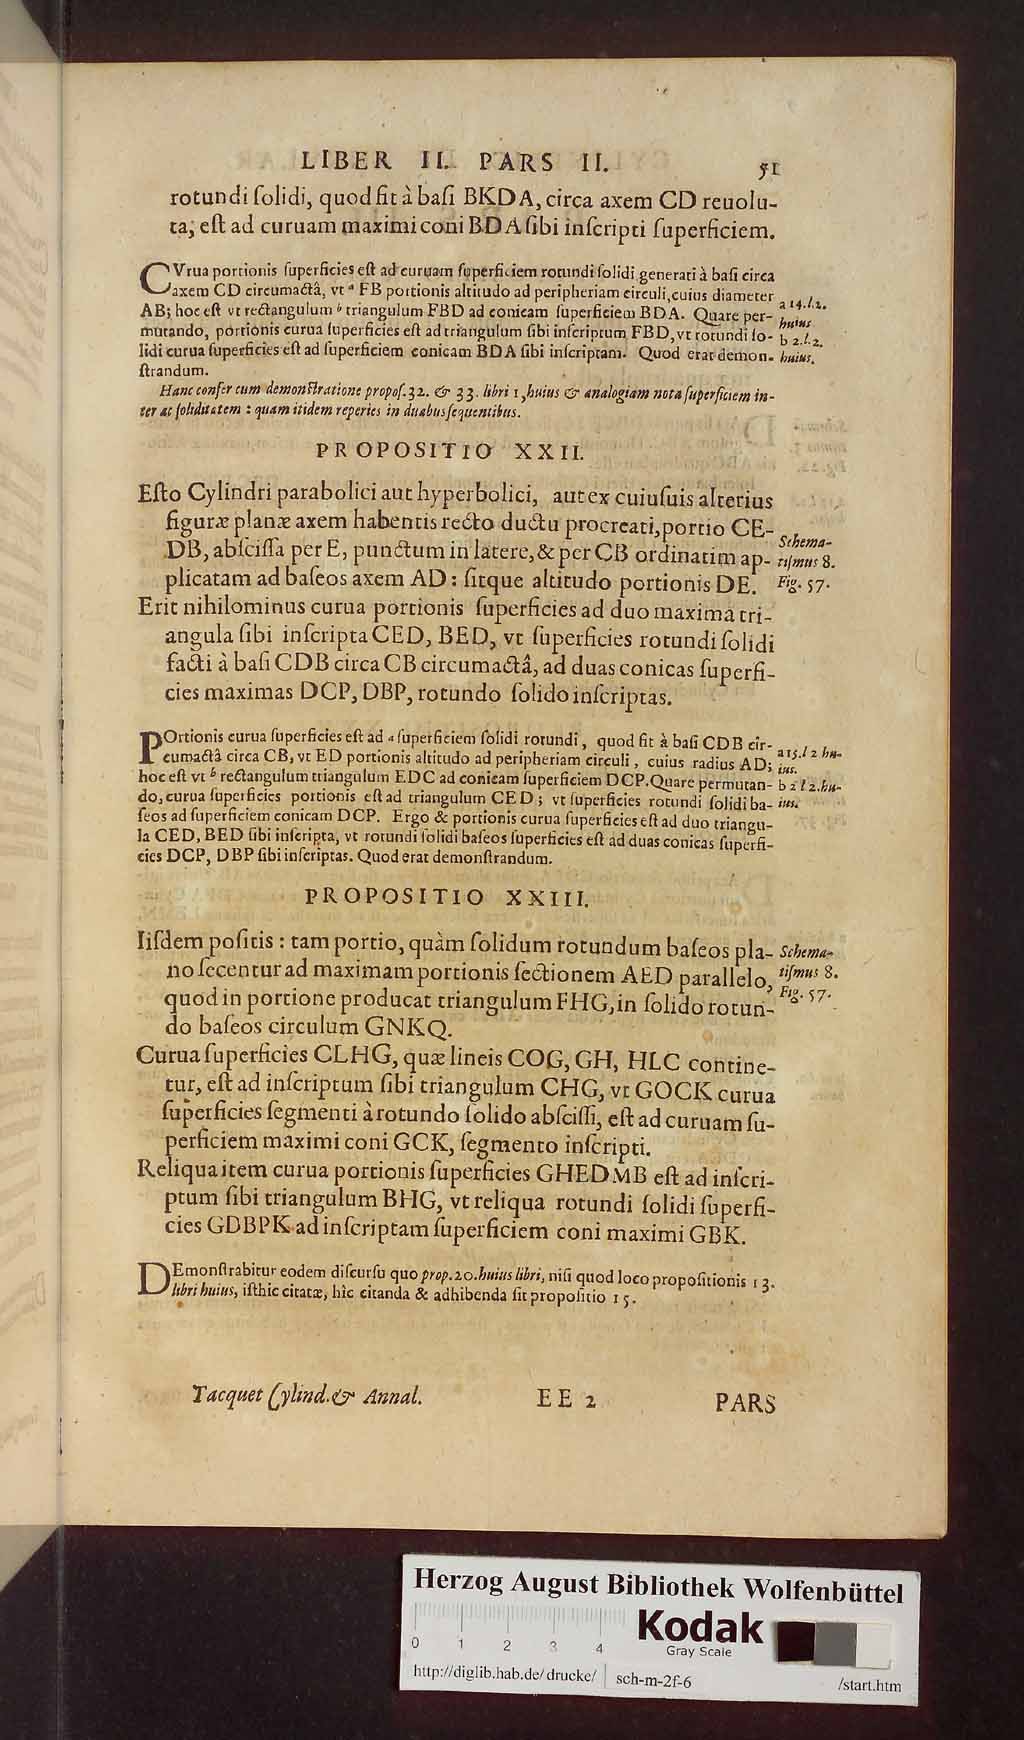 LIBER II. PARS II. 51
rotundi ſolidi, quod fit à baſi BKDA, circa axem CD reuolu-
ta; eſt ad curuam maximi coni BDA ſibi inſcripti ſuperficiem.
CVrua portionis ſuperficies eſt ad curuam ſuperficiem rotundi ſolidi generati à baſi circa
axem CD circumactâ, vt a FB portionis altitudo ad peripheriam circuli, cuius diameter
a 14. l. 2.
AB; hoc eſt vt rectangulum b triangulum FBD ad conicam ſuperficiem BDA. Quare per-
huius
mutando, portionis curua ſuperficies eſt ad triangulum ſibi inſcriptum FBD, vt rotundi ſo-
b 2. l. 2.
lidi curua ſuperficies eſt ad ſuperficiem conicam BDA ſibi inſcriptam. Quod erat demon-
huius.
ſtrandum.
Hanc confer cum demonſtratione propoſ. 32. & 33. libri 1, huius & analogiam nota ſuperficiem in-
ter ac ſoliditatem: quam itidem reperies in duabus ſequentibus.
PROPOSITIO XXII.
Eſto Cylindri parabolici aut hyperbolici, aut ex cuiuſuis alterius
figuræ planæ axem habentis recto ductu procreati, portio CE-
DB, abſciſſa per E, punctum in latere, & per CB ordinatim ap-
Schema-
tiſmus 8.
plicatam ad baſeos axem AD: ſitque altitudo portionis DE.
Fig. 57.
Erit nihilominus curua portionis ſuperficies ad duo maxima tri-
angula ſibi inſcripta CED, BED, vt ſuperficies rotundi ſolidi
facti à baſi CDB circa CB circumactâ, ad duas conicas ſuperfi-
cies maximas DCP, DBP, rotundo ſolido inſcriptas.
POrtionis curua ſuperficies eſt ad a ſuperficiem ſolidi rotundi, quod fit à baſi CDB cir-
cumactâ circa CB, vt ED portionis altitudo ad peripheriam circuli, cuius radius AD;
a 15. l 2 hu-
ius.
hoc eſt vt b rectangulum triangulum EDC ad conicam ſuperficiem DCP. Quare permutan-
b 2 l 2. hu-
do, curua ſuperficies portionis eſt ad triangulum CED; vt ſuperficies rotundi ſolidi ba-
ius.
ſeos ad ſuperficiem conicam DCP. Ergo & portionis curua ſuperficies eſt ad duo triangu-
la CED, BED ſibi inſcripta, vt rotundi ſolidi baſeos ſuperficies eſt ad duas conicas ſuperfi-
cies DCP, DBP ſibi inſcriptas. Quod erat demonſtrandum.
PROPOSITIO XXIII.
Iiſdem poſitis: tam portio, quàm ſolidum rotundum baſeos pla-
Schema-
no ſecentur ad maximam portionis ſectionem AED parallelo,
tiſmus 8.
quod in portione producat triangulum FHG, in ſolido rotun-
Fig. 57.
do baſeos circulum GNKQ.
Curua ſuperficies CLHG, quæ lineis COG, GH, HLC contine-
tur, eſt ad inſcriptum ſibi triangulum CHG, vt GOCK curua
ſuperficies ſegmenti à rotundo ſolido abſciſſi, eſt ad curuam ſu-
perficiem maximi coni GCK, ſegmento inſcripti.
Reliqua item curua portionis ſuperficies GHEDMB eſt ad inſcri-
ptum ſibi triangulum BHG, vt reliqua rotundi ſolidi ſuperfi-
cies GDBPK ad inſcriptam ſuperficiem coni maximi GBK.
DEmonſtrabitur eodem diſcurſu quo prop. 20. huius libri, niſi quod loco propoſitionis 13.
libri huius, iſthic citatæ, hìc citanda & adhibenda ſit propoſitio 15.
Tacquet Cylind. & Annal. EE 2 PARS
Herzog August Bibliothek Wolfenbüttel
0 1 2 3 4
Kodak
Gray Scale
http://diglib.hab.de/drucke/ sch-m-2f-6 /start.htm